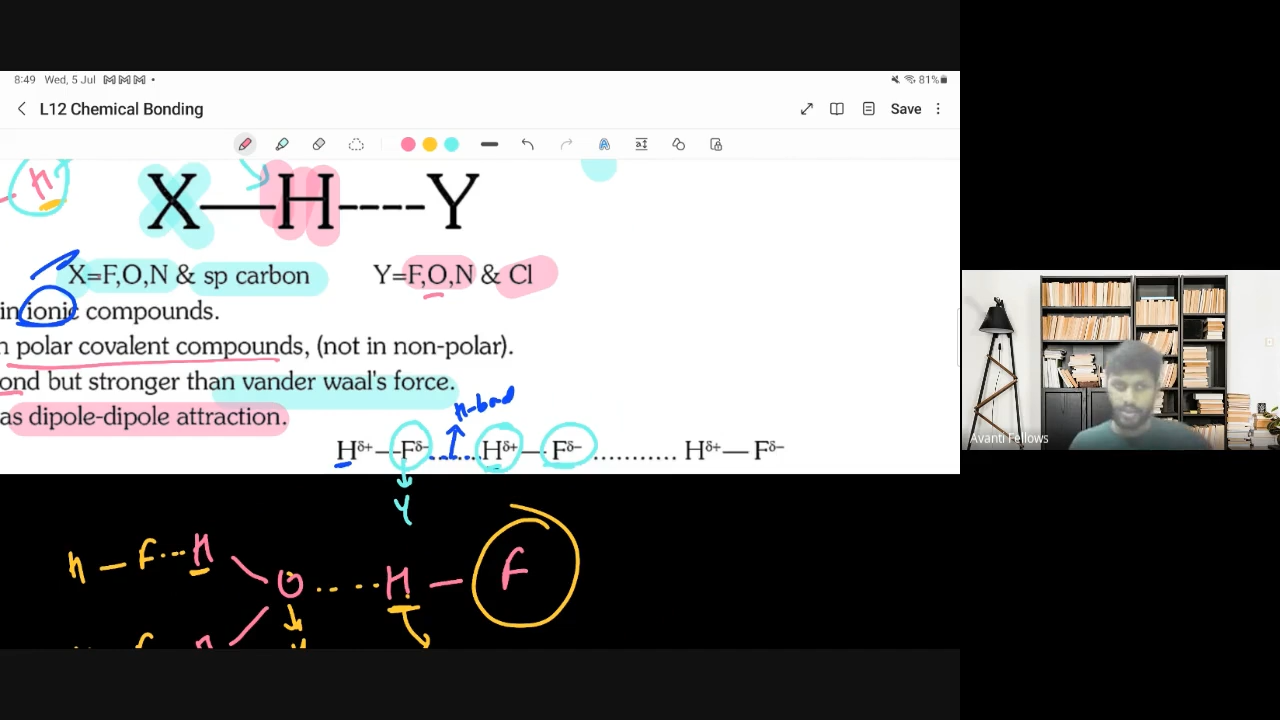 8:49 Wed, 5 Jul MMM • 81%
L12 Chemical Bonding Save
H
X—H----Y
X=F,O,N & sp carbon Y=F,O,N & Cl
in ionic compounds.
n polar covalent compounds, (not in non-polar).
ond but stronger than vander waal's force.
as dipole-dipole attraction.
H-bond
Hδ+—Fδ−.......Hδ+—Fδ−...........Hδ+—Fδ−
Y
H — F --- H
O ---- H — F
Avanti Fellows